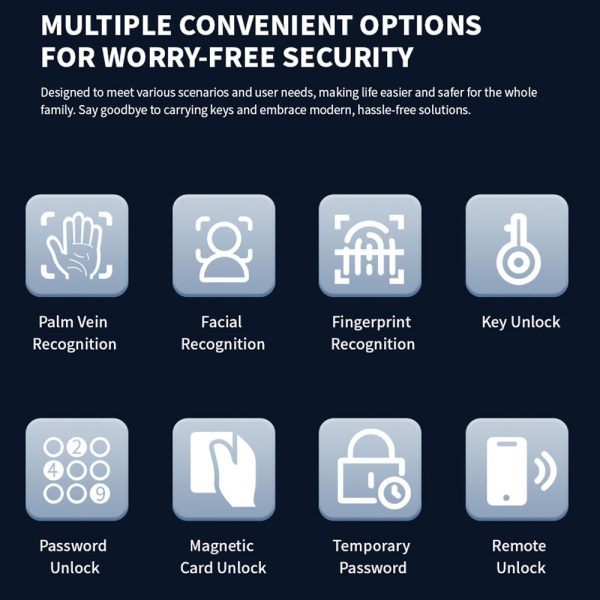 MULTIPLE CONVENIENT OPTIONS
FOR WORRY-FREE SECURITY
Designed to meet various scenarios and user needs, making life easier and safer for the whole
family. Say goodbye to carrying keys and embrace modern, hassle-free solutions.
Palm Vein
Recognition
Facial
Recognition
Fingerprint
Recognition
Key Unlock
2
4
9
Password
Unlock
Magnetic
Card Unlock
Temporary
Password
Remote
Unlock